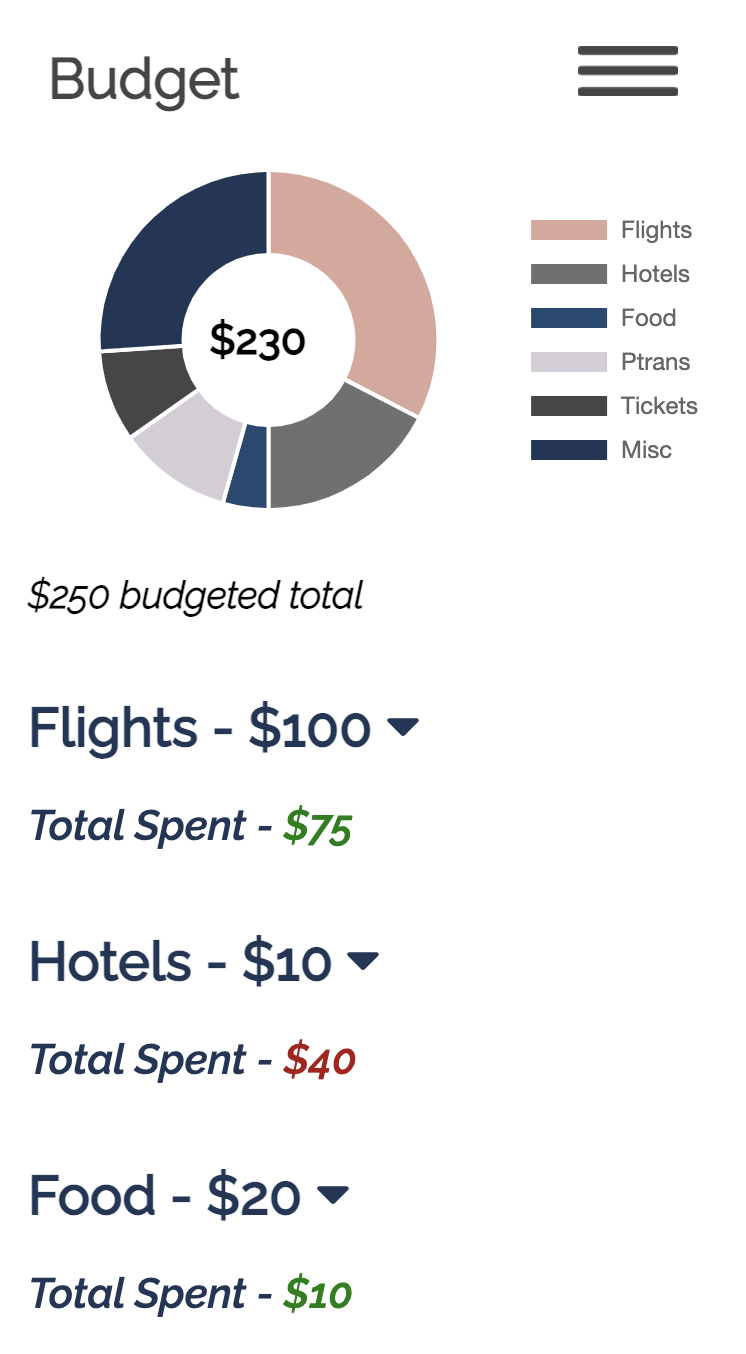 Budget
$230
Flights
Hotels
Food
Ptrans
Tickets
Misc
$250 budgeted total
Flights - $100
Total Spent - $75
Hotels - $10
Total Spent - $40
Food - $20
Total Spent - $10